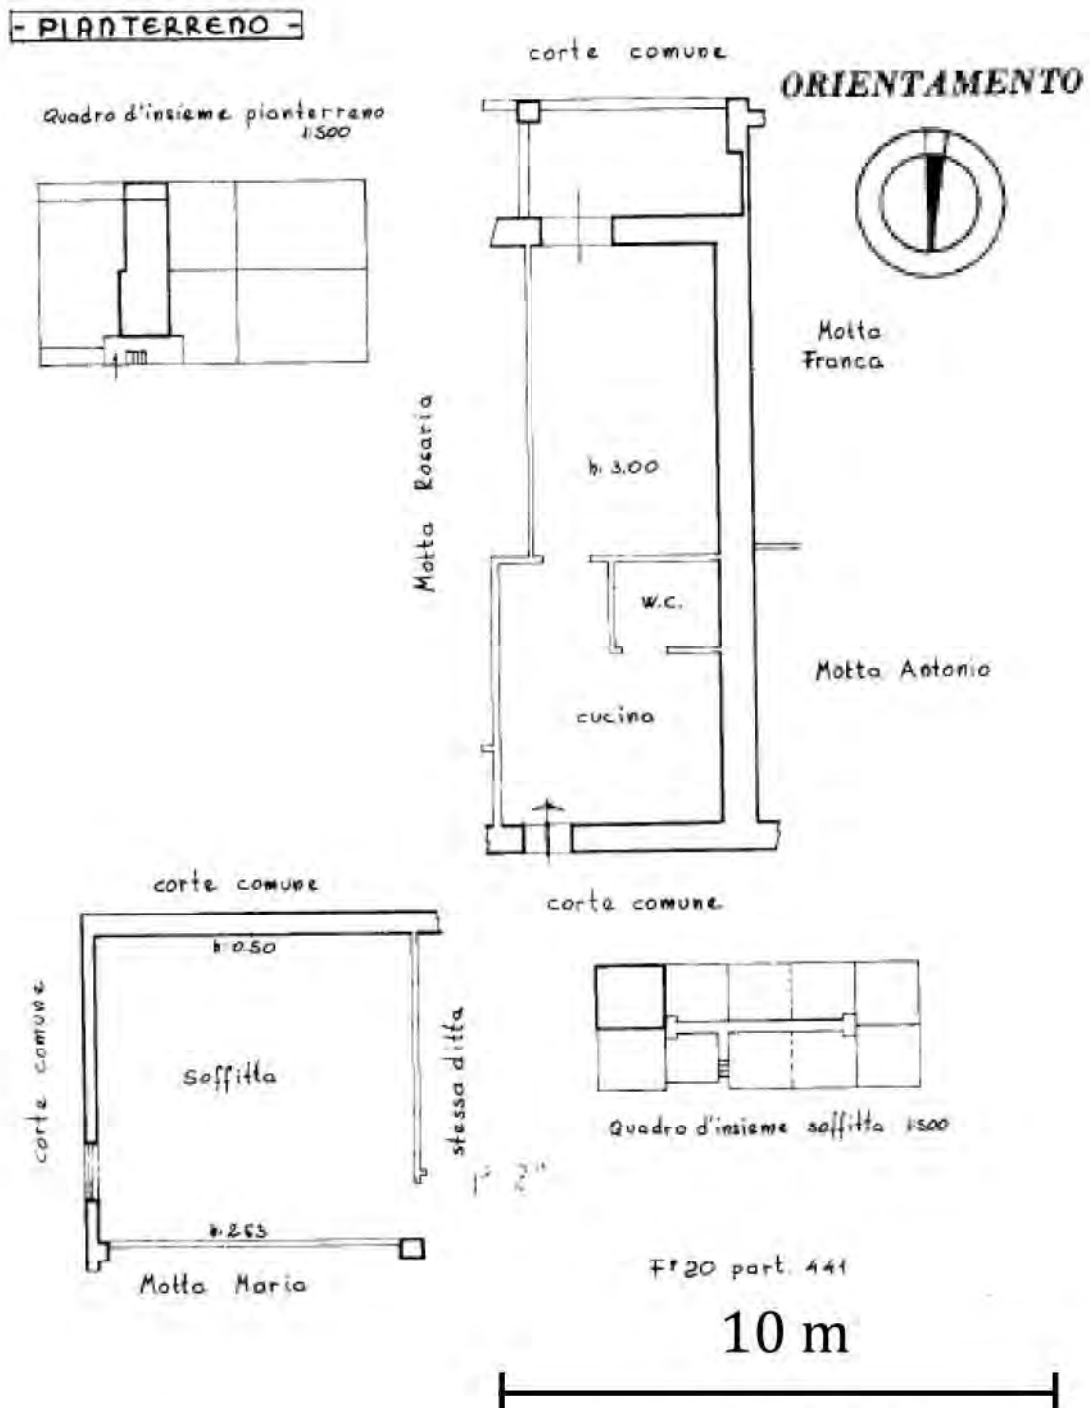 - PIANTERRENO -
corte comune
ORIENTAMENTO
Quadro d'insieme pianterreno
1:500
Motta
Franca
Motta Rosaria
h. 3.00
W.C.
Motta Antonio
cucina
corte comune
corte comune
h. 0.50
corte comune
Soffitta
stessa ditta
Quadro d'insieme soffitta 1:500
h. 2.63
Motta Maria
F° 20 part. 441
10 m